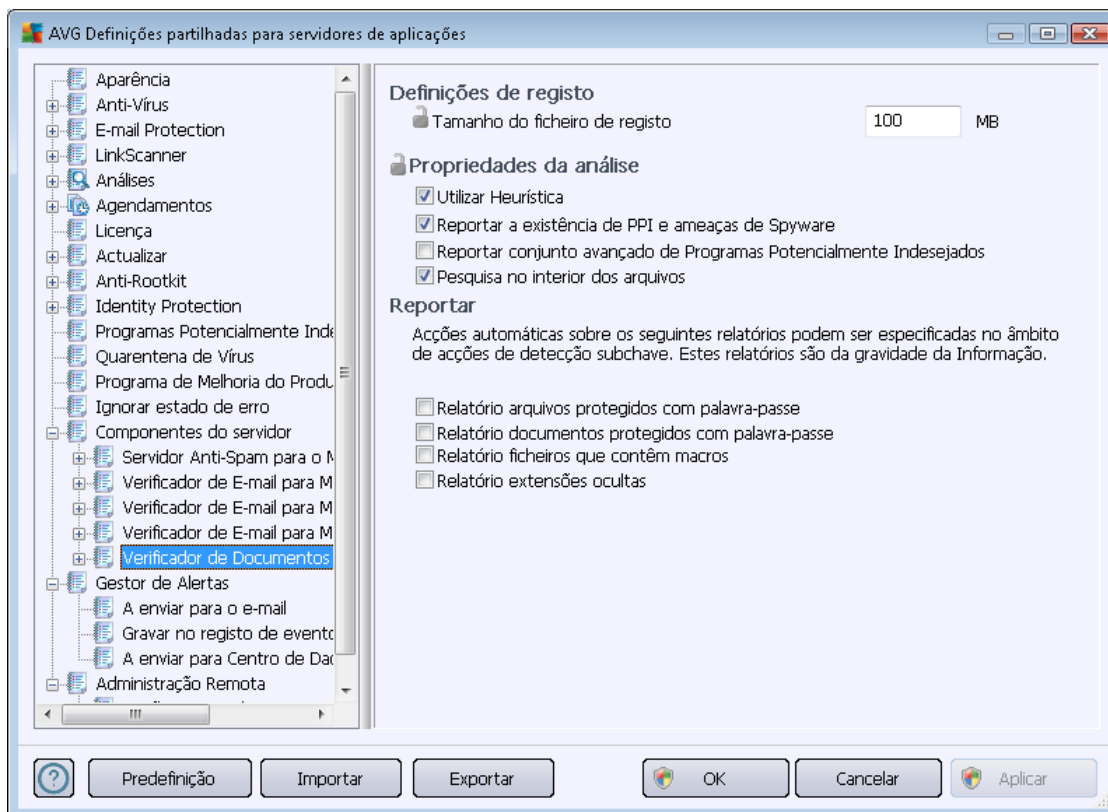 AVG Definições partilhadas para servidores de aplicações
Aparência
Anti-Vírus
E-mail Protection
LinkScanner
Análises
Agendamentos
Licença
Actualizar
Anti-Rootkit
Identity Protection
Programas Potencialmente Inde
Quarentena de Vírus
Programa de Melhoria do Produ
Ignorar estado de erro
Componentes do servidor
Servidor Anti-Spam para o M
Verificador de E-mail para M
Verificador de E-mail para M
Verificador de E-mail para M
Verificador de Documentos
Gestor de Alertas
A enviar para o e-mail
Gravar no registo de evento
A enviar para Centro de Dad
Administração Remota
Definições de registo
Tamanho do ficheiro de registo 100 MB
Propriedades da análise
Utilizar Heurística
Reportar a existência de PPI e ameaças de Spyware
Reportar conjunto avançado de Programas Potencialmente Indesejados
Pesquisa no interior dos arquivos
Reportar
Acções automáticas sobre os seguintes relatórios podem ser especificadas no âmbito
de acções de detecção subchave. Estes relatórios são da gravidade da Informação.
Relatório arquivos protegidos com palavra-passe
Relatório documentos protegidos com palavra-passe
Relatório ficheiros que contêm macros
Relatório extensões ocultas
Predefinição Importar Exportar OK Cancelar Aplicar